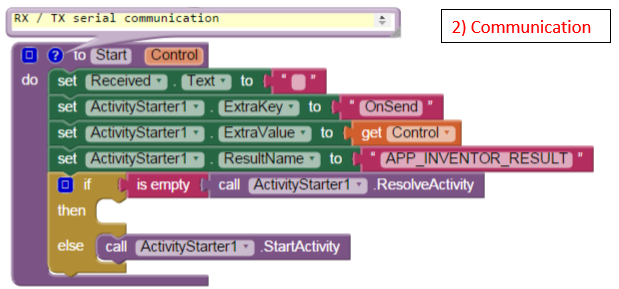 RX / TX serial communication
2) Communication
? to Start Control
do set Received . Text to " "
set ActivityStarter1 . ExtraKey to " OnSend "
set ActivityStarter1 . ExtraValue to get Control
set ActivityStarter1 . ResultName to " APP_INVENTOR_RESULT "
if is empty call ActivityStarter1 .ResolveActivity
then
else call ActivityStarter1 .StartActivity